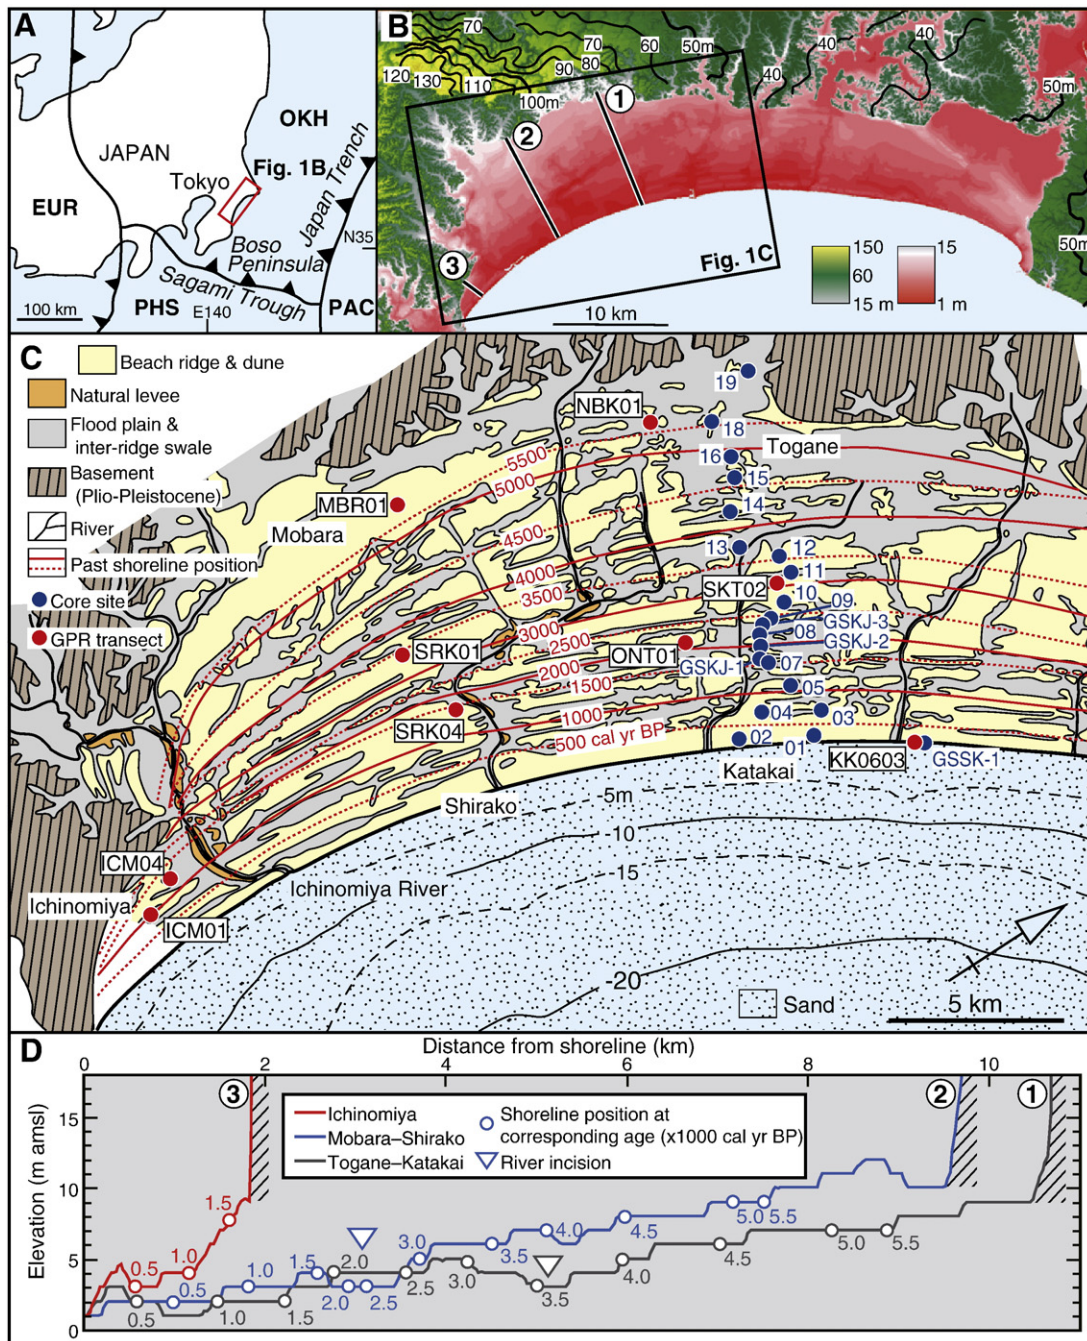 A
JAPAN
OKH
Fig. 1B
Tokyo
EUR
Japan Trench
N35
Boso
Peninsula
Sagami Trough
PHS
E140
PAC
100 km
B
70
70
80
90
60
50m
40
40
120
130
110
100m
50m
50m
1
2
3
Fig. 1C
10 km
150
60
15 m
15
1 m
C
Beach ridge & dune
Natural levee
Flood plain &
inter-ridge swale
Basement
(Plio-Pleistocene)
River
Past shoreline position
Core site
GPR transect
19
NBK01
18
Togane
16
15
14
MBR01
Mobara
5500
5000
4500
4000
3500
3000
2500
2000
1500
1000
500 cal yr BP
13
12
11
SKT02
10
09
GSKJ-3
08
GSKJ-2
GSKJ-1
07
SRK01
ONT01
05
SRK04
04
03
02
01
KK0603
GSSK-1
Katakai
Shirako
5m
10
15
-20
ICM04
Ichinomiya
ICM01
Ichinomiya River
Sand
5 km
D
Distance from shoreline (km)
0
2
4
6
8
10
3
2
1
Elevation (m amsl)
15
10
5
0
Ichinomiya
Mobara–Shirako
Togane–Katakai
Shoreline position at
corresponding age (x1000 cal yr BP)
River incision
0.5
1.0
1.5
0.5
1.0
1.5
2.0
2.5
3.0
3.5
4.0
4.5
5.0
5.5
0.5
1.0
1.5
2.0
2.5
3.0
3.5
4.0
4.5
5.0
5.5